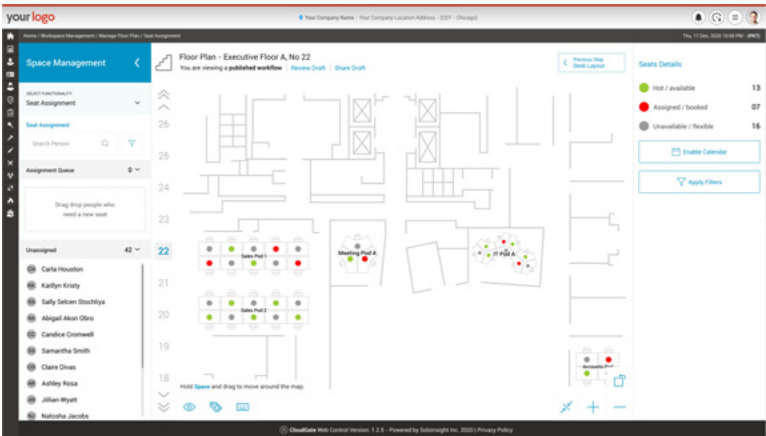 your logo
Your Company Name - Your Company Location Address - (CDT - Chicago)
Home / Workspace Management / Manage Floor Plan / Seat Assignment
Thu, 17 Dec, 2020 10:59 PM - (PKT)
Space Management
SELECT FUNCTIONALITY
Seat Assignment
Seat Assignment
Search Person
Assignment Queue 0
Drag drop people who
need a new seat
Unassigned 42
Carla Houston
Kaitlyn Kristy
Sally Selcen Stochliya
Abigail Akon Obro
Candice Cromwell
Samantha Smith
Claire Divas
Ashley Rosa
Jillian Wyatt
Natosha Jacobs
Floor Plan - Executive Floor A, No 22
You are viewing a published workflow Review Draft Share Draft
Previous Step
Desk Layout
26
25
24
23
22
21
20
19
18
Sales Pod 1
Meeting Pod A
IT Pod A
Sales Pod 2
Accounts
Hold Space and drag to move around the map.
Seats Details
Hot / available 13
Assigned / booked 07
Unavailable / flexible 16
Enable Calendar
Apply Filters
CloudGate Web Control Version: 1.2.5 - Powered by Soloinsight Inc. 2020 | Privacy Policy